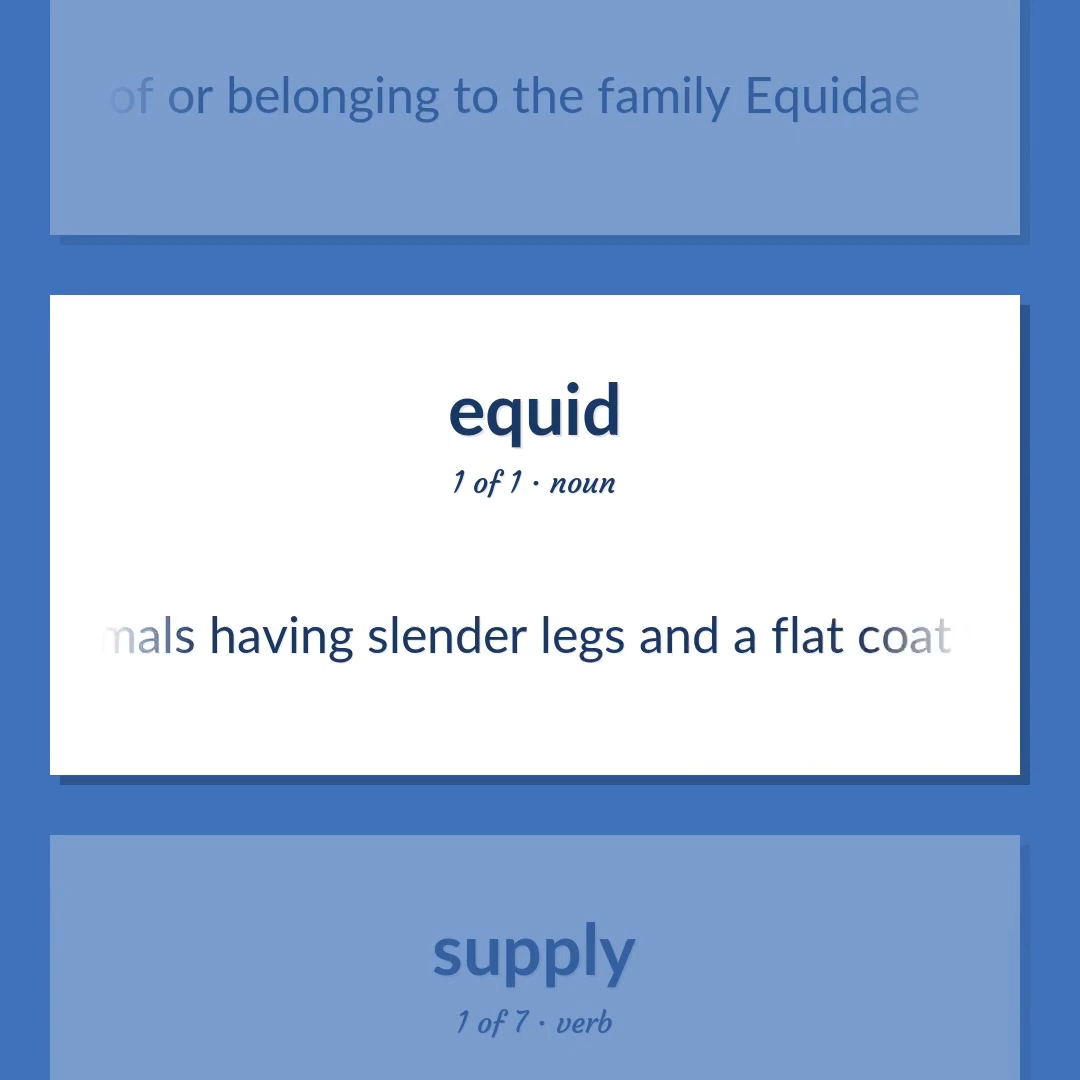 of or belonging to the family Equidae
equid
1 of 1 · noun
mals having slender legs and a flat coat
supply
1 of 7 · verb